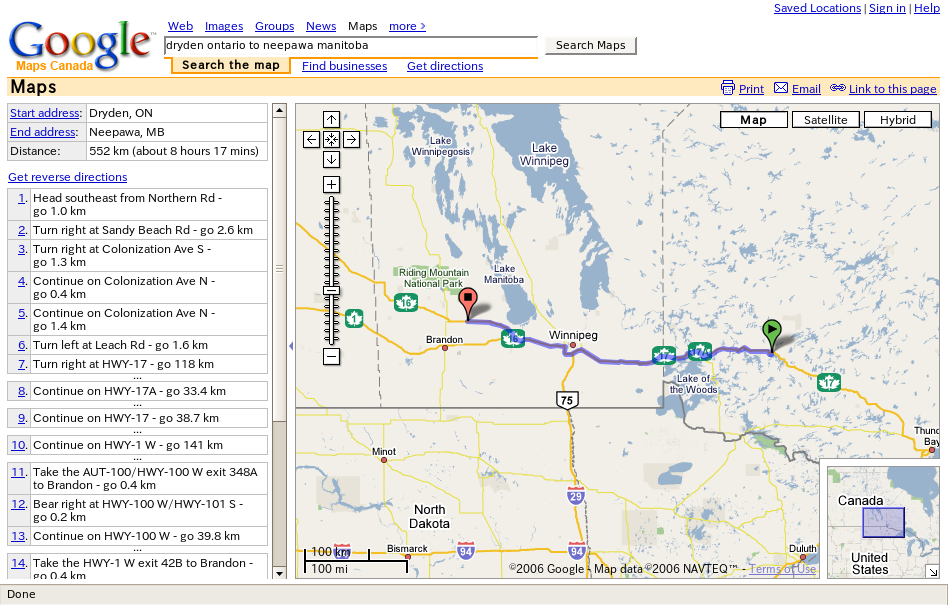 Saved Locations | Sign in | Help
Web Images Groups News Maps more >
Google™
Maps Canada
dryden ontario to neepawa manitoba
Search Maps
Search the map Find businesses Get directions
Maps
Print Email Link to this page
Start address: Dryden, ON
End address: Neepawa, MB
Distance: 552 km (about 8 hours 17 mins)
Get reverse directions
1. Head southeast from Northern Rd -
go 1.0 km
2. Turn right at Sandy Beach Rd - go 2.6 km
3. Turn right at Colonization Ave S -
go 1.3 km
4. Continue on Colonization Ave N -
go 0.4 km
5. Continue on Colonization Ave N -
go 1.4 km
6. Turn left at Leach Rd - go 1.6 km
7. Turn right at HWY-17 - go 118 km
...
8. Continue on HWY-17A - go 33.4 km
...
9. Continue on HWY-17 - go 38.7 km
...
10. Continue on HWY-1 W - go 141 km
...
11. Take the AUT-100/HWY-100 W exit 348A
to Brandon - go 0.4 km
12. Bear right at HWY-100 W/HWY-101 S -
go 0.2 km
13. Continue on HWY-100 W - go 39.8 km
...
14. Take the HWY-1 W exit 42B to Brandon -
go 0.4 km
Map Satellite Hybrid
Lake
Winnipegosis
Lake
Winnipeg
Riding Mountain
National Park
Lake
Manitoba
16
1
Brandon
16
Winnipeg
17
17A
Lake of
the Woods
17
75
Thund
Bay
Minot
29
North
Dakota
Bismarck
94
94
94
Duluth
100 km
100 mi
©2006 Google - Map data ©2006 NAVTEQ™ - Terms of Use
Canada
United
States
Done